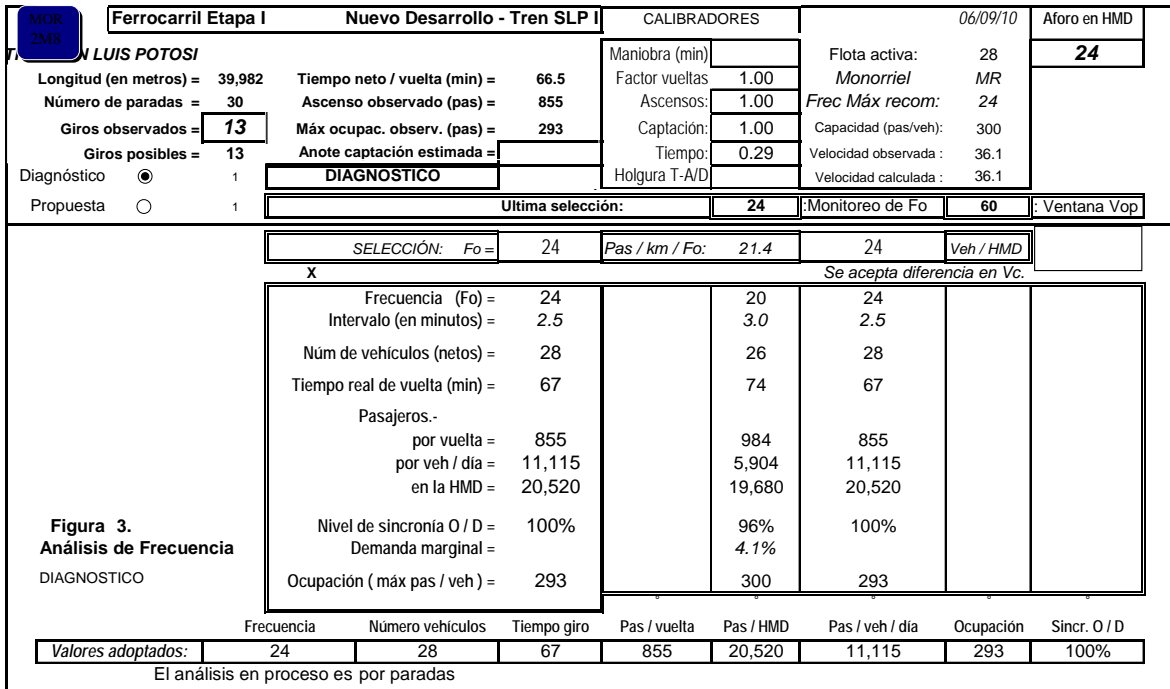 MOR
2M8
Ferrocarril Etapa I Nuevo Desarrollo - Tren SLP I CALIBRADORES 06/09/10 Aforo en HMD
N LUIS POTOSI Maniobra (min) Flota activa: 28 24
Longitud (en metros) = 39,982 Tiempo neto / vuelta (min) = 66.5 Factor vueltas 1.00 Monorriel MR
Número de paradas = 30 Ascenso observado (pas) = 855 Ascensos: 1.00 Frec Máx recom: 24
Giros observados = 13 Máx ocupac. observ. (pas) = 293 Captación: 1.00 Capacidad (pas/veh): 300
Giros posibles = 13 Anote captación estimada = Tiempo: 0.29 Velocidad observada : 36.1
Diagnóstico 1 DIAGNOSTICO Holgura T-A/D Velocidad calculada : 36.1
Propuesta 1 Ultima selección: 24 :Monitoreo de Fo 60 : Ventana Vop
SELECCIÓN: Fo = 24 Pas / km / Fo: 21.4 24 Veh / HMD
X Se acepta diferencia en Vc.
Frecuencia (Fo) = 24 20 24
Intervalo (en minutos) = 2.5 3.0 2.5
Núm de vehículos (netos) = 28 26 28
Tiempo real de vuelta (min) = 67 74 67
Pasajeros.-
por vuelta = 855 984 855
por veh / día = 11,115 5,904 11,115
en la HMD = 20,520 19,680 20,520
Figura 3. Nivel de sincronía O / D = 100% 96% 100%
Análisis de Frecuencia Demanda marginal = 4.1%
DIAGNOSTICO Ocupación ( máx pas / veh ) = 293 300 293
Frecuencia Número vehículos Tiempo giro Pas / vuelta Pas / HMD Pas / veh / día Ocupación Sincr. O / D
Valores adoptados: 24 28 67 855 20,520 11,115 293 100%
El análisis en proceso es por paradas